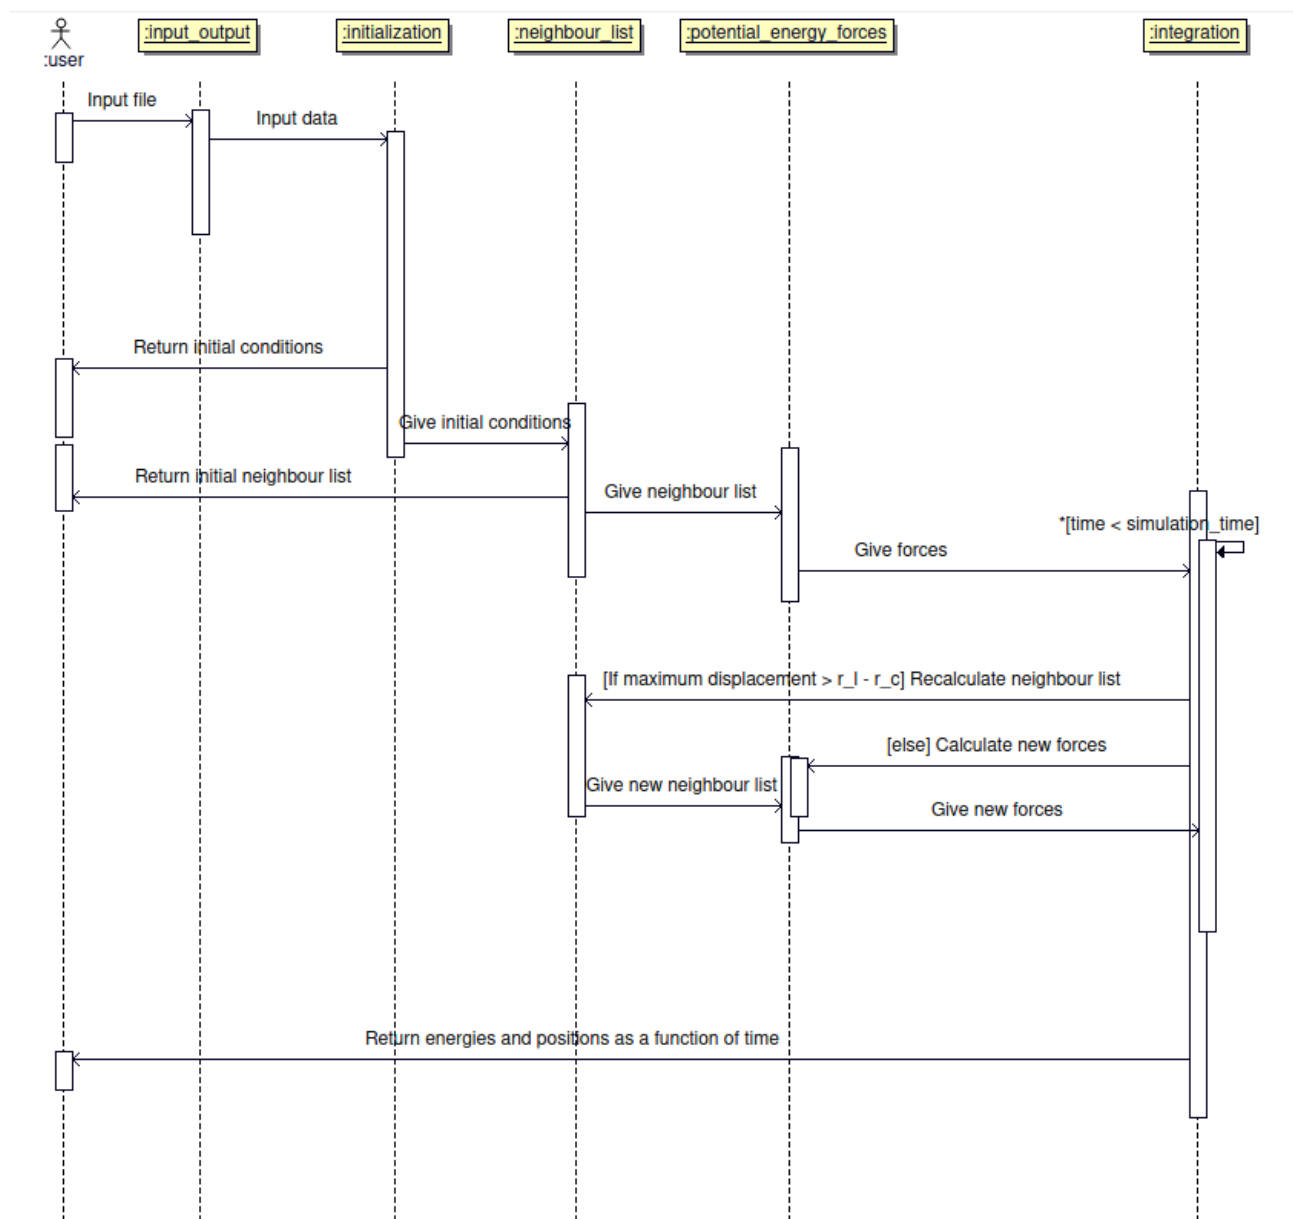 :user
:input_output
:initialization
:neighbour_list
:potential_energy_forces
:integration
Input file
Input data
Return initial conditions
Give initial conditions
Return initial neighbour list
Give neighbour list
*[time < simulation_time]
Give forces
[If maximum displacement > r_l - r_c] Recalculate neighbour list
[else] Calculate new forces
Give new neighbour list
Give new forces
Return energies and positions as a function of time